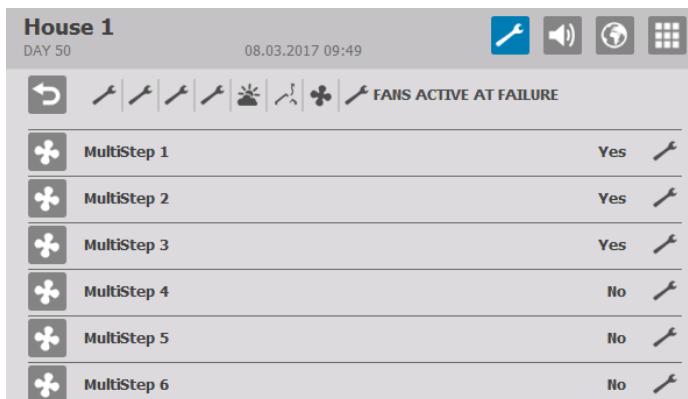 House 1
DAY 50 08.03.2017 09:49
FANS ACTIVE AT FAILURE
MultiStep 1 Yes
MultiStep 2 Yes
MultiStep 3 Yes
MultiStep 4 No
MultiStep 5 No
MultiStep 6 No